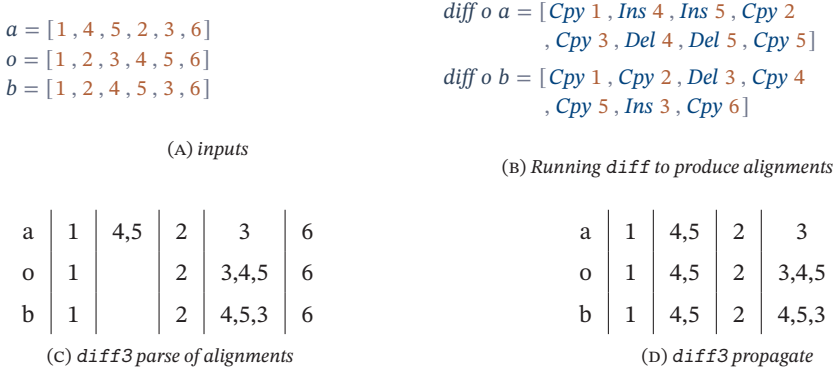 a = [1 , 4 , 5 , 2 , 3 , 6]
o = [1 , 2 , 3 , 4 , 5 , 6]
b = [1 , 2 , 4 , 5 , 3 , 6]
(A) inputs
diff o a = [ Cpy 1 , Ins 4 , Ins 5 , Cpy 2
, Cpy 3 , Del 4 , Del 5 , Cpy 5]
diff o b = [ Cpy 1 , Cpy 2 , Del 3 , Cpy 4
, Cpy 5 , Ins 3 , Cpy 6]
(B) Running diff to produce alignments
a 1 4,5 2 3 6
o 1 2 3,4,5 6
b 1 2 4,5,3 6
(C) diff3 parse of alignments
a 1 4,5 2 3
o 1 4,5 2 3,4,5
b 1 4,5 2 4,5,3
(D) diff3 propagate